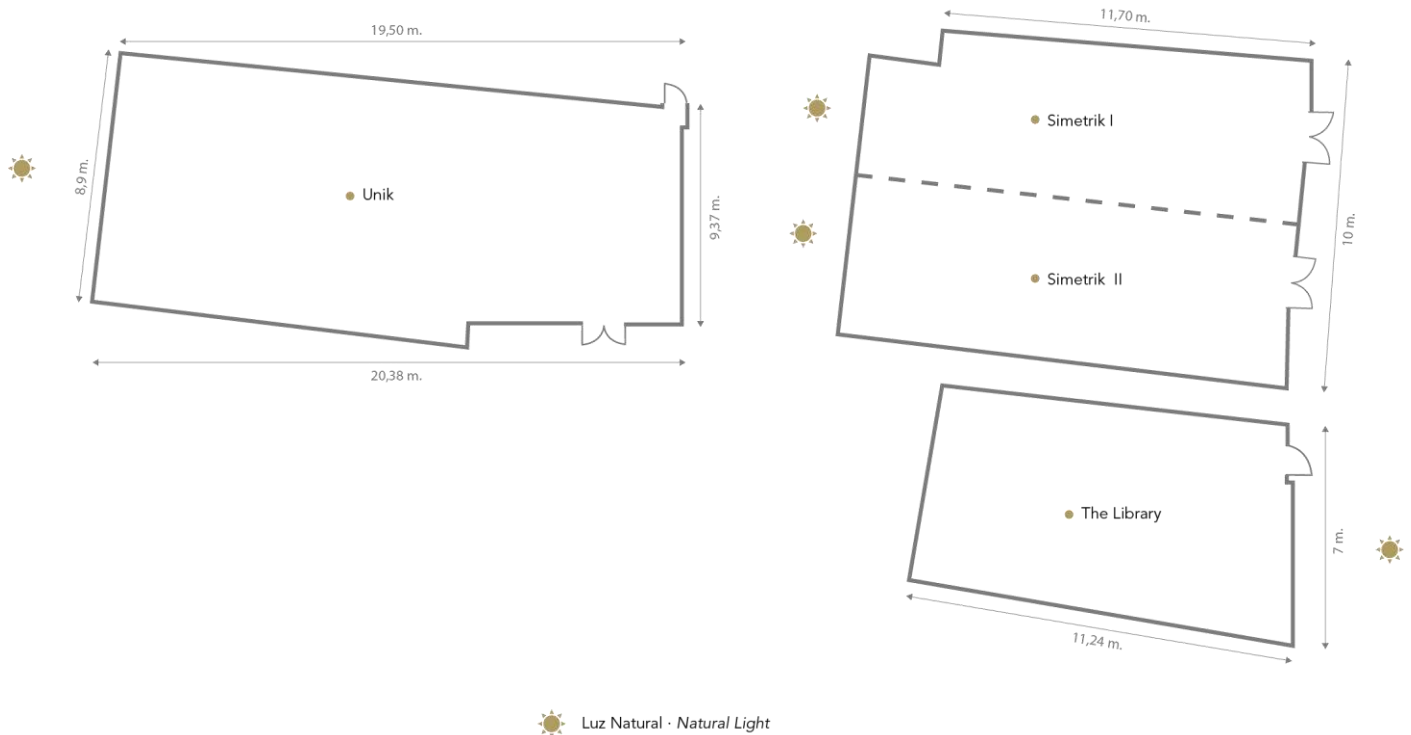 19,50 m.
8,9 m.
Unik
9,37 m.
20,38 m.
11,70 m.
Simetrik I
10 m.
Simetrik II
The Library
7 m.
11,24 m.
Luz Natural · Natural Light